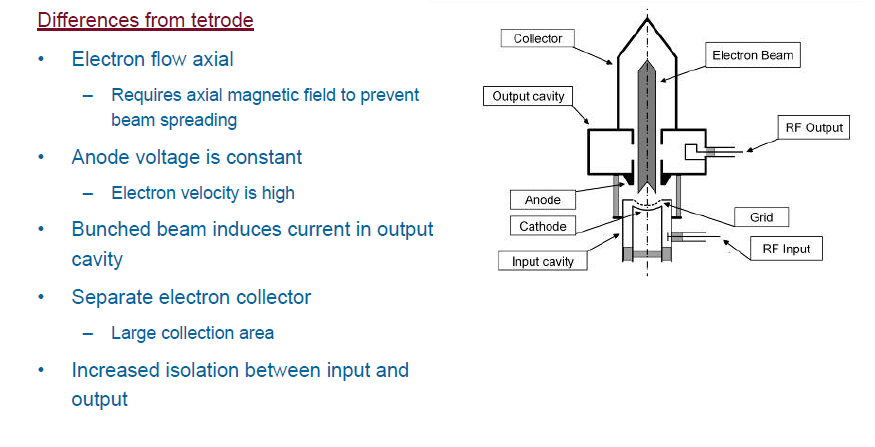 Differences from tetrode
• Electron flow axial
– Requires axial magnetic field to prevent
beam spreading
• Anode voltage is constant
– Electron velocity is high
• Bunched beam induces current in output
cavity
• Separate electron collector
– Large collection area
• Increased isolation between input and
output
Collector
Electron Beam
Output cavity
RF Output
Anode
Grid
Cathode
RF Input
Input cavity